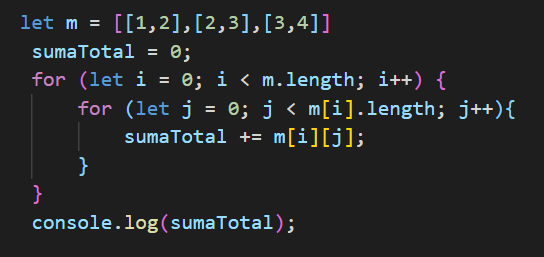 let m = [[1,2],[2,3],[3,4]]
sumaTotal = 0;
for (let i = 0; i < m.length; i++) {
for (let j = 0; j < m[i].length; j++){
sumaTotal += m[i][j];
}
}
console.log(sumaTotal);